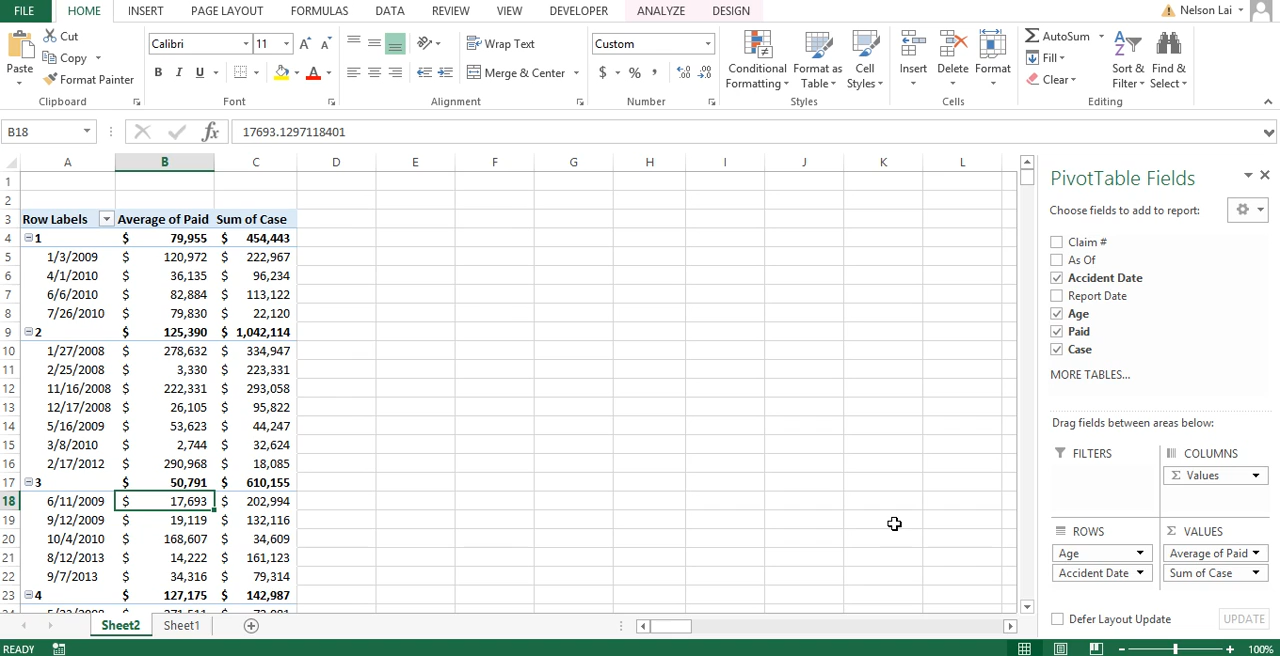 FILE HOME INSERT PAGE LAYOUT FORMULAS DATA REVIEW VIEW DEVELOPER ANALYZE DESIGN Nelson Lai
Paste
Cut
Copy
Format Painter
Clipboard
Calibri 11
B I U A
Font
Wrap Text
Merge & Center
Alignment
Custom
$ % ,
Number
Conditional Formatting
Format as Table
Cell Styles
Styles
Insert Delete Format
Cells
AutoSum
Fill
Clear
Sort & Filter
Find & Select
Editing
B18 fx 17693.1297118401
A B C D E F G H I J K L
1
2
3 Row Labels Average of Paid Sum of Case
4 1 $ 79,955 $ 454,443
5 1/3/2009 $ 120,972 $ 222,967
6 4/1/2010 $ 36,135 $ 96,234
7 6/6/2010 $ 82,884 $ 113,122
8 7/26/2010 $ 79,830 $ 22,120
9 2 $ 125,390 $ 1,042,114
10 1/27/2008 $ 278,632 $ 334,947
11 2/25/2008 $ 3,330 $ 223,331
12 11/16/2008 $ 222,331 $ 293,058
13 12/17/2008 $ 26,105 $ 95,822
14 5/16/2009 $ 53,623 $ 44,247
15 3/8/2010 $ 2,744 $ 32,624
16 2/17/2012 $ 290,968 $ 18,085
17 3 $ 50,791 $ 610,155
18 6/11/2009 $ 17,693 $ 202,994
19 9/12/2009 $ 19,119 $ 132,116
20 10/4/2010 $ 168,607 $ 34,609
21 8/12/2013 $ 14,222 $ 161,123
22 9/7/2013 $ 34,316 $ 79,314
23 4 $ 127,175 $ 142,987
PivotTable Fields
Choose fields to add to report:
Claim #
As Of
Accident Date
Report Date
Age
Paid
Case
MORE TABLES...
Drag fields between areas below:
FILTERS
COLUMNS
Σ Values
ROWS
Age
Accident Date
Σ VALUES
Average of Paid
Sum of Case
Defer Layout Update UPDATE
Sheet2 Sheet1
READY 100%